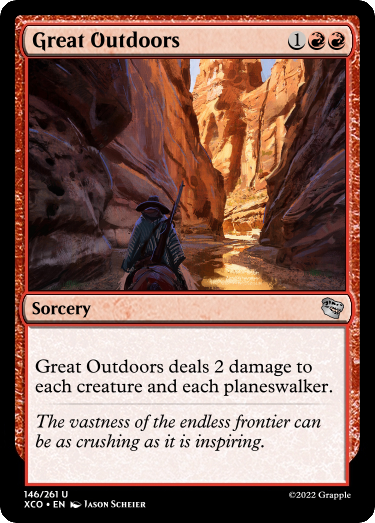 Great Outdoors 1
Sorcery
Great Outdoors deals 2 damage to
each creature and each planeswalker.
The vastness of the endless frontier can
be as crushing as it is inspiring.
146/261 U
XCO • EN Jason Scheier
©2022 Grapple